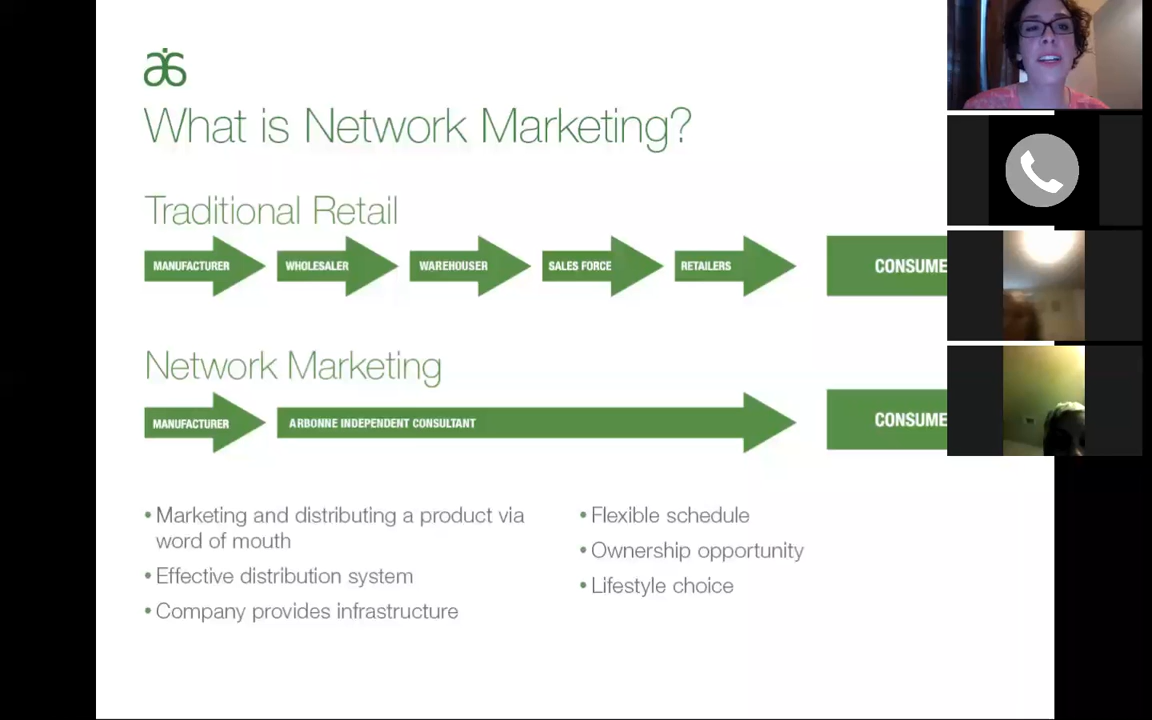 What is Network Marketing?
Traditional Retail
MANUFACTURER
WHOLESALER
WAREHOUSER
SALES FORCE
RETAILERS
CONSUME
Network Marketing
MANUFACTURER
ARBONNE INDEPENDENT CONSULTANT
CONSUME
• Marketing and distributing a product via
word of mouth
• Effective distribution system
• Company provides infrastructure
• Flexible schedule
• Ownership opportunity
• Lifestyle choice